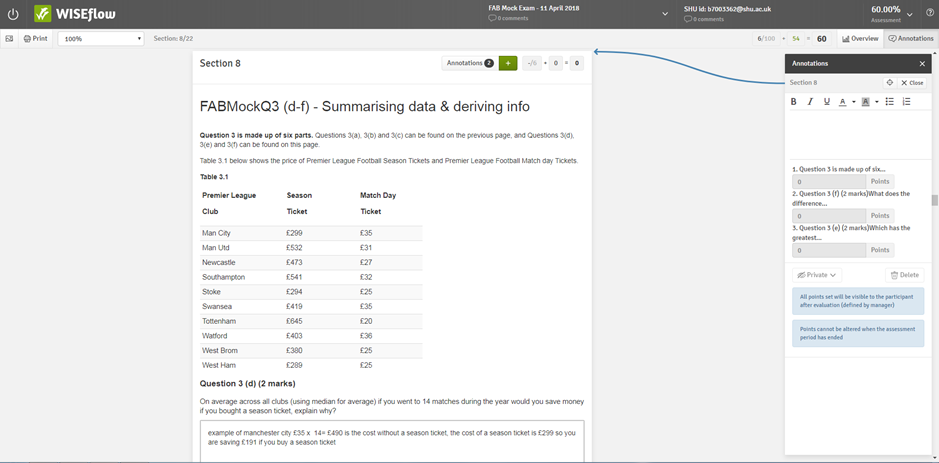 WISEflow
FAB Mock Exam - 11 April 2018
0 comments
SHU id: b7003362@shu.ac.uk
0 comments
60.00%
Assessment
Print
100%
Section: 8/22
6/100 + 54 = 60
Overview
Annotations
Section 8
Annotations 2
+
-/6 + 0 = 0
FABMockQ3 (d-f) - Summarising data & deriving info
Question 3 is made up of six parts. Questions 3(a), 3(b) and 3(c) can be found on the previous page, and Questions 3(d),
3(e) and 3(f) can be found on this page.
Table 3.1 below shows the price of Premier League Football Season Tickets and Premier League Football Match day Tickets.
Table 3.1
Premier League Season Match Day
Club Ticket Ticket
Man City £299 £35
Man Utd £532 £31
Newcastle £473 £27
Southampton £541 £32
Stoke £294 £25
Swansea £419 £35
Tottenham £645 £20
Watford £403 £36
West Brom £380 £25
West Ham £289 £25
Question 3 (d) (2 marks)
On average across all clubs (using median for average) if you went to 14 matches during the year would you save money
if you bought a season ticket, explain why?
example of manchester city £35 x 14= £490 is the cost without a season ticket, the cost of a season ticket is £299 so you
are saving £191 if you buy a season ticket
Annotations
Section 8
Close
B I U A A
1. Question 3 is made up of six...
0 Points
2. Question 3 (f) (2 marks)What does the
difference...
0 Points
3. Question 3 (e) (2 marks)Which has the
greatest...
0 Points
Private
Delete
All points set will be visible to the participant
after evaluation (defined by manager)
Points cannot be altered when the assessment
period has ended